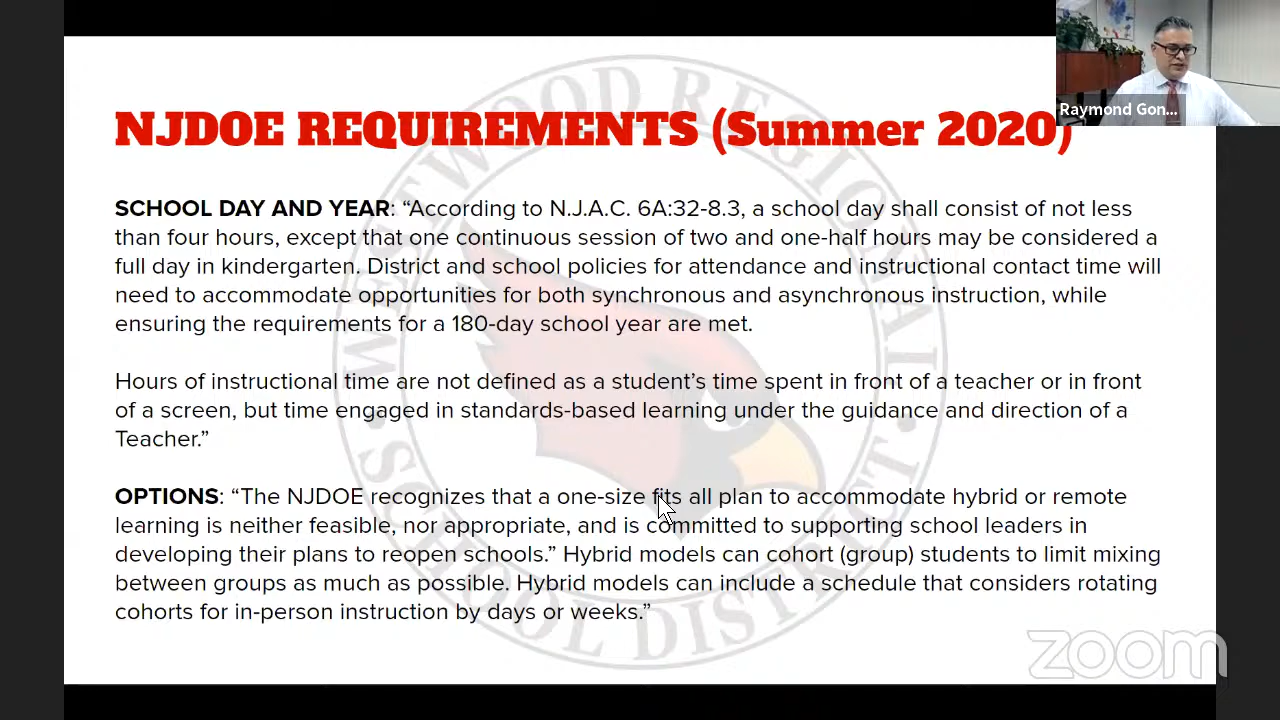 NJDOE REQUIREMENTS (Summer 2020)
Raymond Gon...
SCHOOL DAY AND YEAR: “According to N.J.A.C. 6A:32-8.3, a school day shall consist of not less
than four hours, except that one continuous session of two and one-half hours may be considered a
full day in kindergarten. District and school policies for attendance and instructional contact time will
need to accommodate opportunities for both synchronous and asynchronous instruction, while
ensuring the requirements for a 180-day school year are met.
Hours of instructional time are not defined as a student’s time spent in front of a teacher or in front
of a screen, but time engaged in standards-based learning under the guidance and direction of a
Teacher.”
OPTIONS: “The NJDOE recognizes that a one-size fits all plan to accommodate hybrid or remote
learning is neither feasible, nor appropriate, and is committed to supporting school leaders in
developing their plans to reopen schools.” Hybrid models can cohort (group) students to limit mixing
between groups as much as possible. Hybrid models can include a schedule that considers rotating
cohorts for in-person instruction by days or weeks.”
WESTWOOD REGIONAL
SCHOOL DISTRICT
zoom